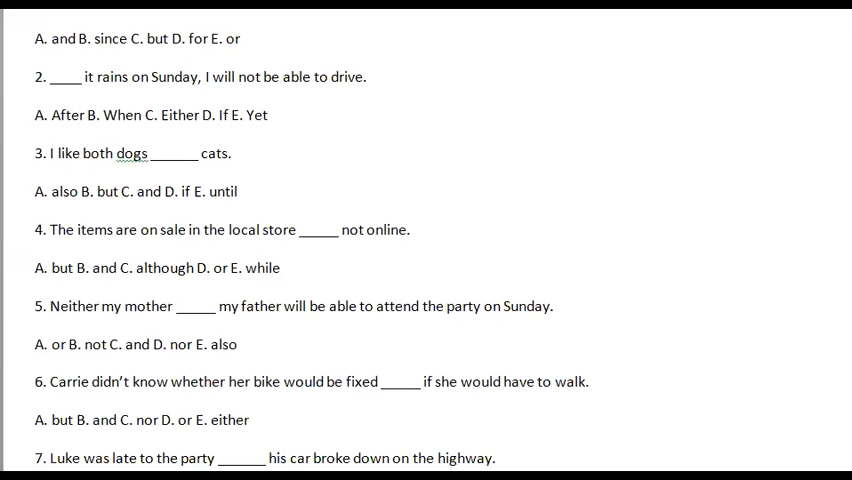 A. and B. since C. but D. for E. or
2. ____ it rains on Sunday, I will not be able to drive.
A. After B. When C. Either D. If E. Yet
3. I like both dogs ______ cats.
A. also B. but C. and D. if E. until
4. The items are on sale in the local store _____ not online.
A. but B. and C. although D. or E. while
5. Neither my mother _____ my father will be able to attend the party on Sunday.
A. or B. not C. and D. nor E. also
6. Carrie didn’t know whether her bike would be fixed _____ if she would have to walk.
A. but B. and C. nor D. or E. either
7. Luke was late to the party ______ his car broke down on the highway.